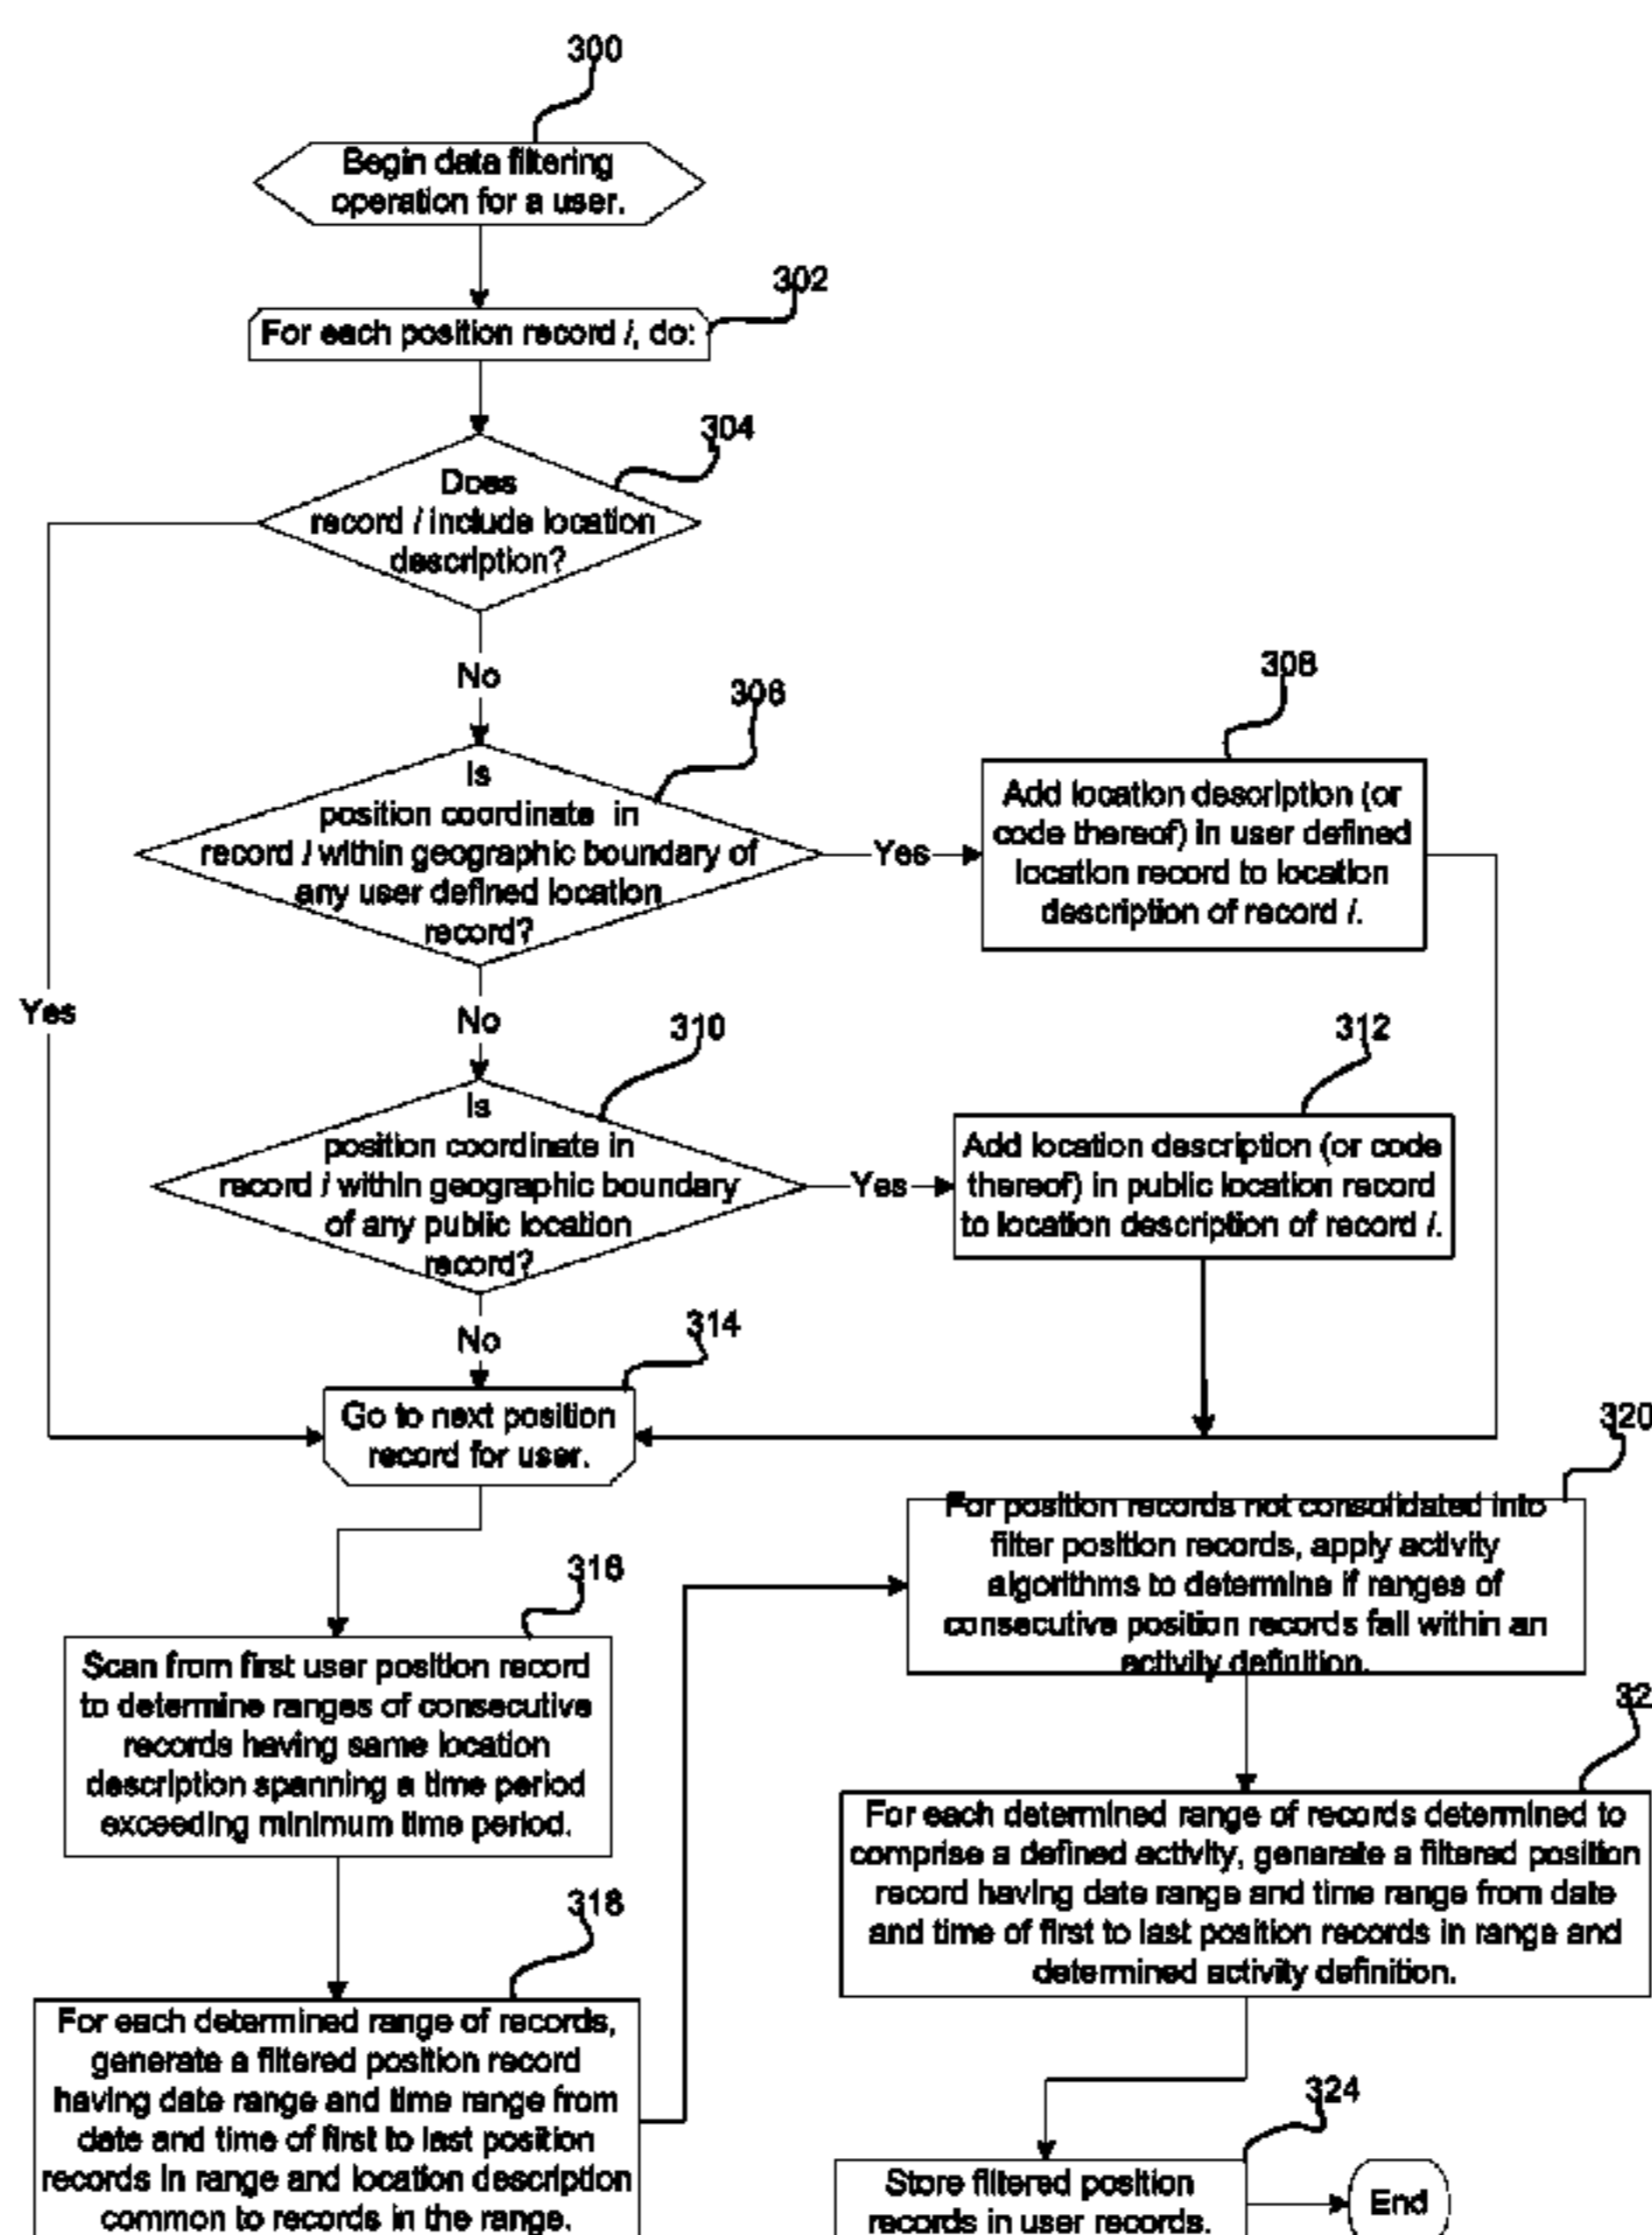 300
Begin data filtering
operation for a user.
302
For each position record i, do:
304
Does
record i include location
description?
No
306
Is
position coordinate in
record i within geographic boundary of
any user defined location
record?
Yes
308
Add location description (or
code thereof) in user defined
location record to location
description of record i.
Yes
No
310
Is
position coordinate in
record i within geographic boundary
of any public location
record?
Yes
312
Add location description (or code
thereof) in public location record
to location description of record i.
No
314
Go to next position
record for user.
316
Scan from first user position record
to determine ranges of consecutive
records having same location
description spanning a time period
exceeding minimum time period.
318
For each determined range of records,
generate a filtered position record
having date range and time range from
date and time of first to last position
records in range and location description
common to records in the range.
320
For position records not consolidated into
filter position records, apply activity
algorithms to determine if ranges of
consecutive position records fall within an
activity definition.
32
For each determined range of records determined to
comprise a defined activity, generate a filtered position
record having date range and time range from date
and time of first to last position records in range and
determined activity definition.
324
Store filtered position
records in user records.
End